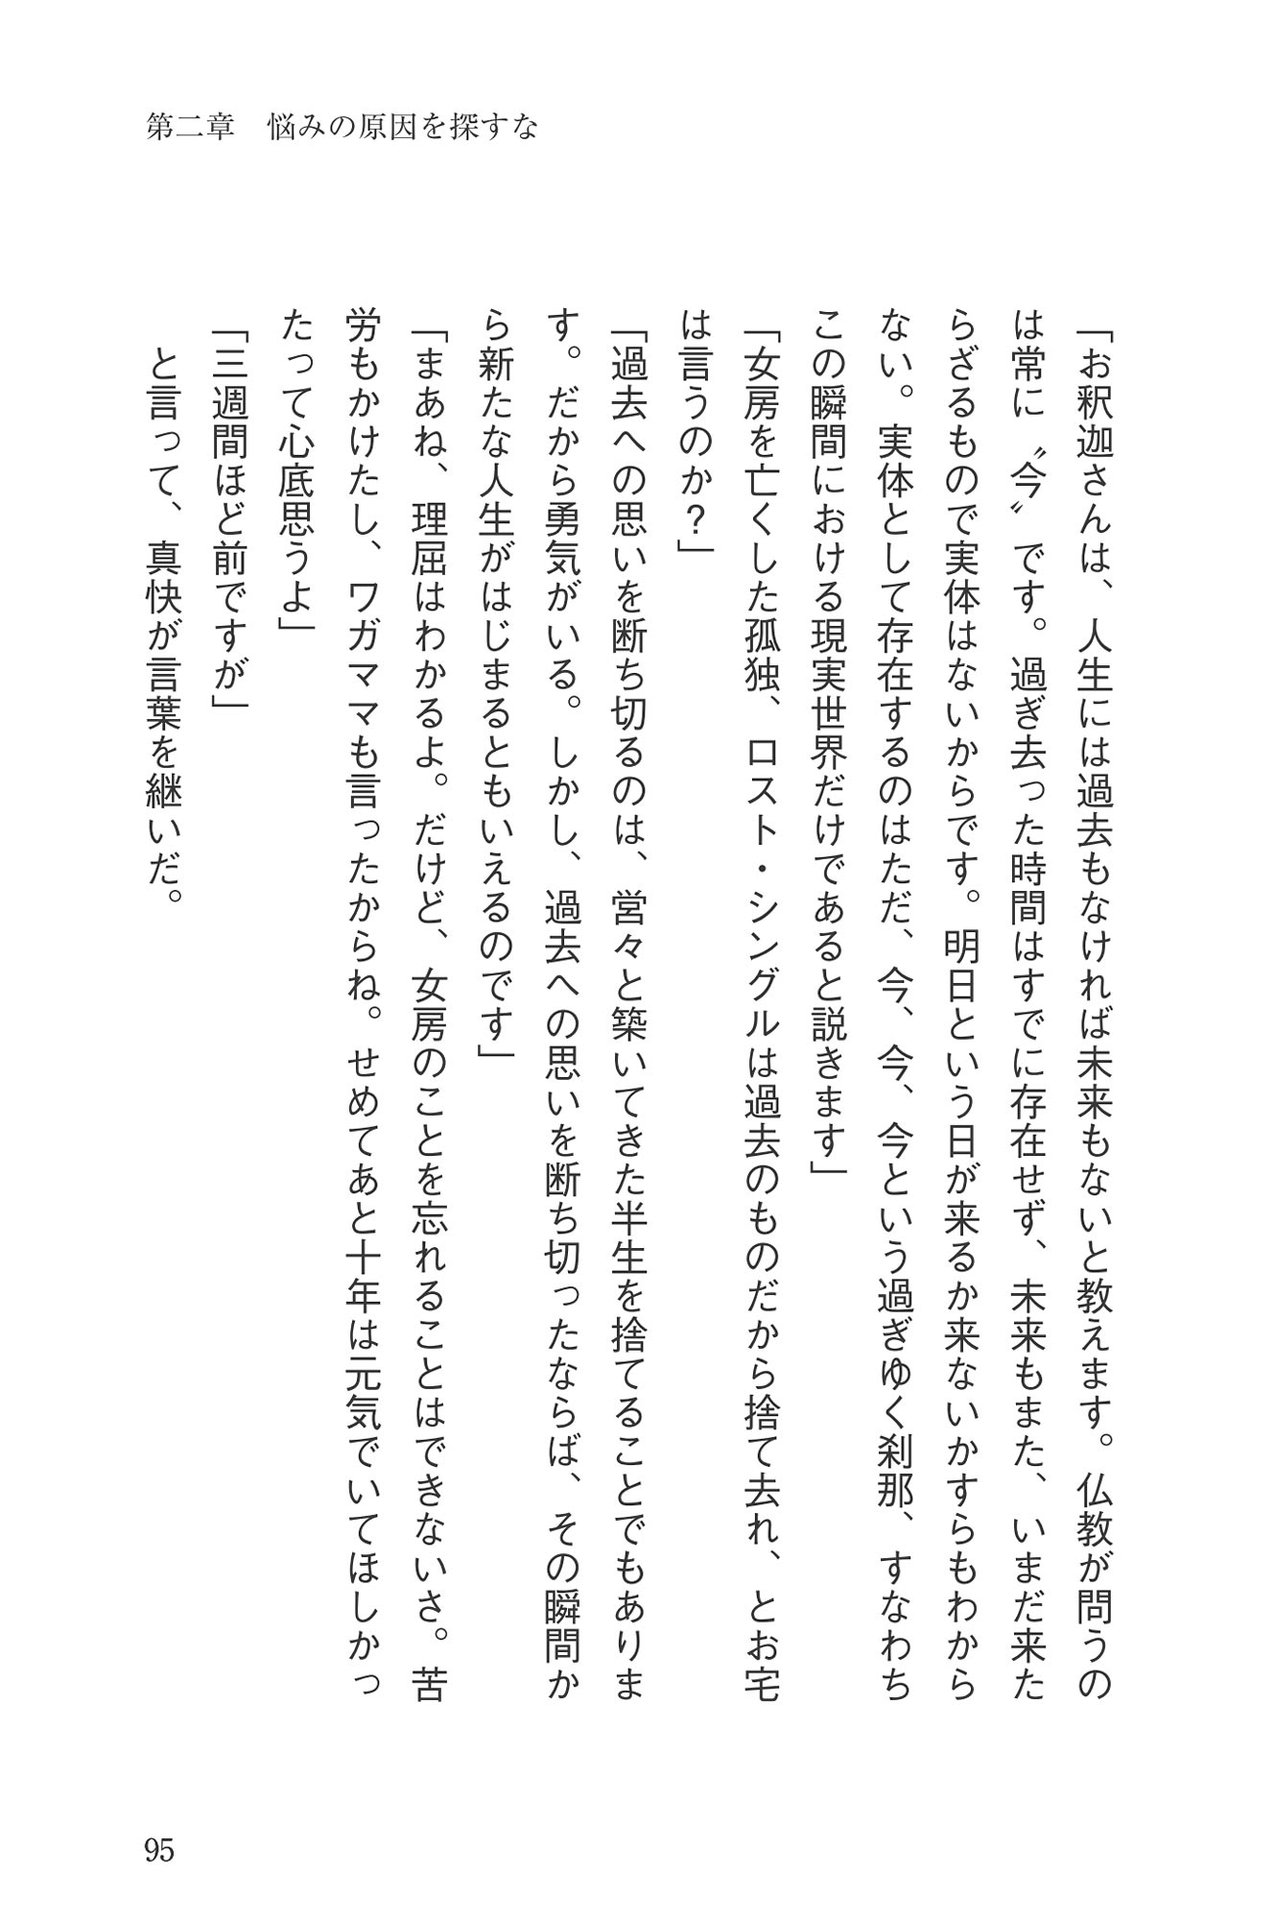 第二章　悩みの原因を探すな
「お釈迦さんは、人生には過去もなければ未来もないと教えます。仏教が問うの
は常に〝今〟です。過ぎ去った時間はすでに存在せず、未来もまた、いまだ来た
らざるもので実体はないからです。明日という日が来るか来ないかすらもわから
ない。実体として存在するのはただ、今、今、今という過ぎゆく刹那、すなわち
この瞬間における現実世界だけであると説きます」
「女房を亡くした孤独、ロスト・シングルは過去のものだから捨て去れ、とお宅
は言うのか？」
「過去への思いを断ち切るのは、営々と築いてきた半生を捨てることでもありま
す。だから勇気がいる。しかし、過去への思いを断ち切ったならば、その瞬間か
ら新たな人生がはじまるともいえるのです」
「まあね、理屈はわかるよ。だけど、女房のことを忘れることはできないさ。苦
労もかけたし、ワガママも言ったからね。せめてあと十年は元気でいてほしかっ
たって心底思うよ」
「三週間ほど前ですが」
　と言って、真快が言葉を継いだ。
95